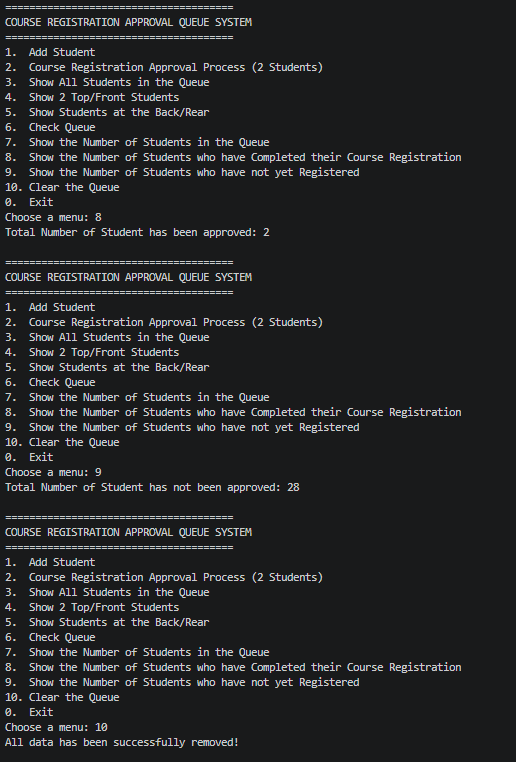 ======================================
COURSE REGISTRATION APPROVAL QUEUE SYSTEM
======================================
1.  Add Student
2.  Course Registration Approval Process (2 Students)
3.  Show All Students in the Queue
4.  Show 2 Top/Front Students
5.  Show Students at the Back/Rear
6.  Check Queue
7.  Show the Number of Students in the Queue
8.  Show the Number of Students who have Completed their Course Registration
9.  Show the Number of Students who have not yet Registered
10. Clear the Queue
0.  Exit
Choose a menu: 8
Total Number of Student has been approved: 2

======================================
COURSE REGISTRATION APPROVAL QUEUE SYSTEM
======================================
1.  Add Student
2.  Course Registration Approval Process (2 Students)
3.  Show All Students in the Queue
4.  Show 2 Top/Front Students
5.  Show Students at the Back/Rear
6.  Check Queue
7.  Show the Number of Students in the Queue
8.  Show the Number of Students who have Completed their Course Registration
9.  Show the Number of Students who have not yet Registered
10. Clear the Queue
0.  Exit
Choose a menu: 9
Total Number of Student has not been approved: 28

======================================
COURSE REGISTRATION APPROVAL QUEUE SYSTEM
======================================
1.  Add Student
2.  Course Registration Approval Process (2 Students)
3.  Show All Students in the Queue
4.  Show 2 Top/Front Students
5.  Show Students at the Back/Rear
6.  Check Queue
7.  Show the Number of Students in the Queue
8.  Show the Number of Students who have Completed their Course Registration
9.  Show the Number of Students who have not yet Registered
10. Clear the Queue
0.  Exit
Choose a menu: 10
All data has been successfully removed!